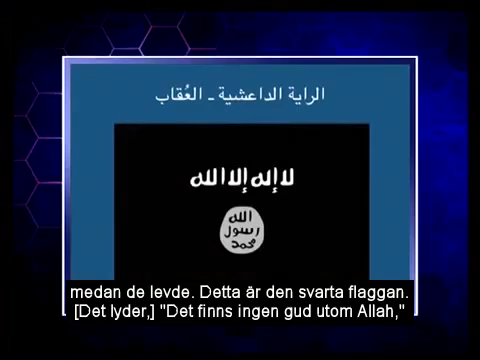 الراية الداعشية - العُقاب
لا إله إلا الله
الله
رسول
محمد
medan de levde. Detta är den svarta flaggan.
[Det lyder,] "Det finns ingen gud utom Allah,"